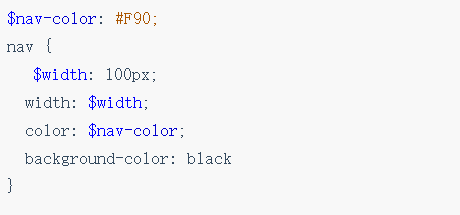 $nav-color: #F90;
nav {
   $width: 100px;
  width: $width;
  color: $nav-color;
  background-color: black
}